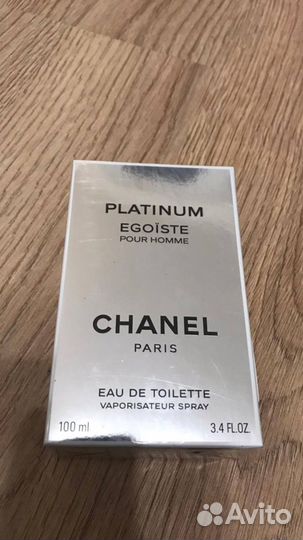 PLATINUM
EGOÏSTE
POUR HOMME
CHANEL
PARIS
EAU DE TOILETTE
VAPORISATEUR SPRAY
100 ml 3.4 FL.OZ.
Avito